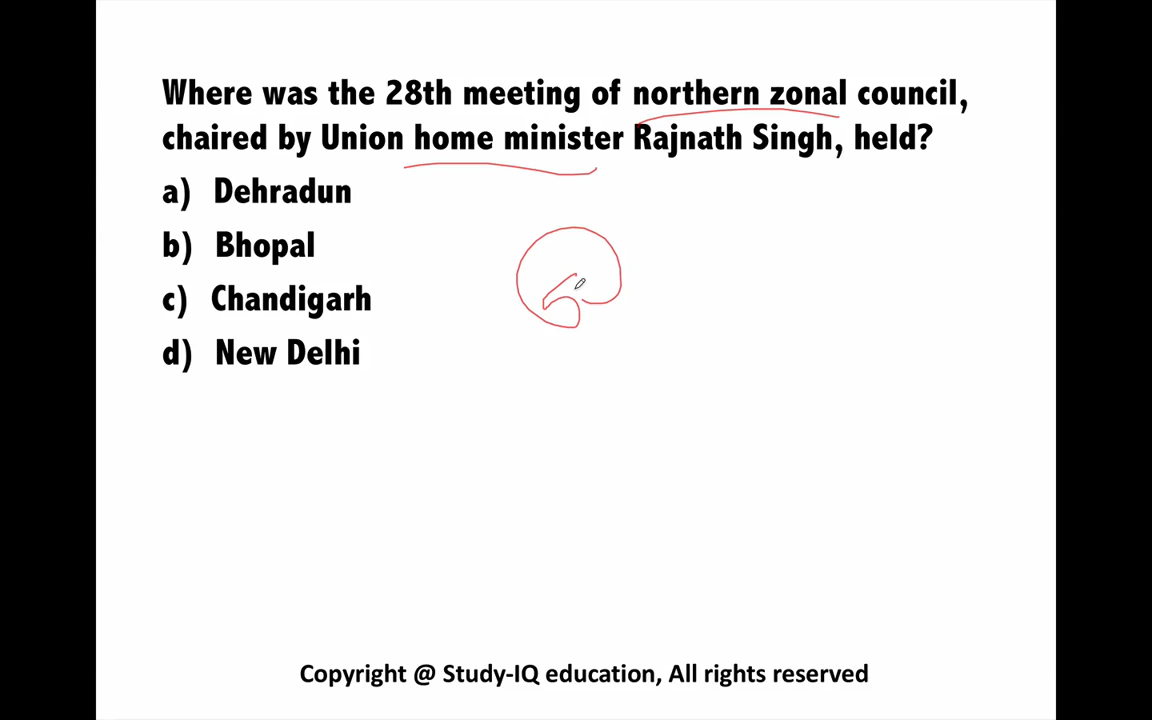 Where was the 28th meeting of northern zonal council,
chaired by Union home minister Rajnath Singh, held?
a) Dehradun
b) Bhopal
c) Chandigarh
d) New Delhi
Copyright @ Study-IQ education, All rights reserved